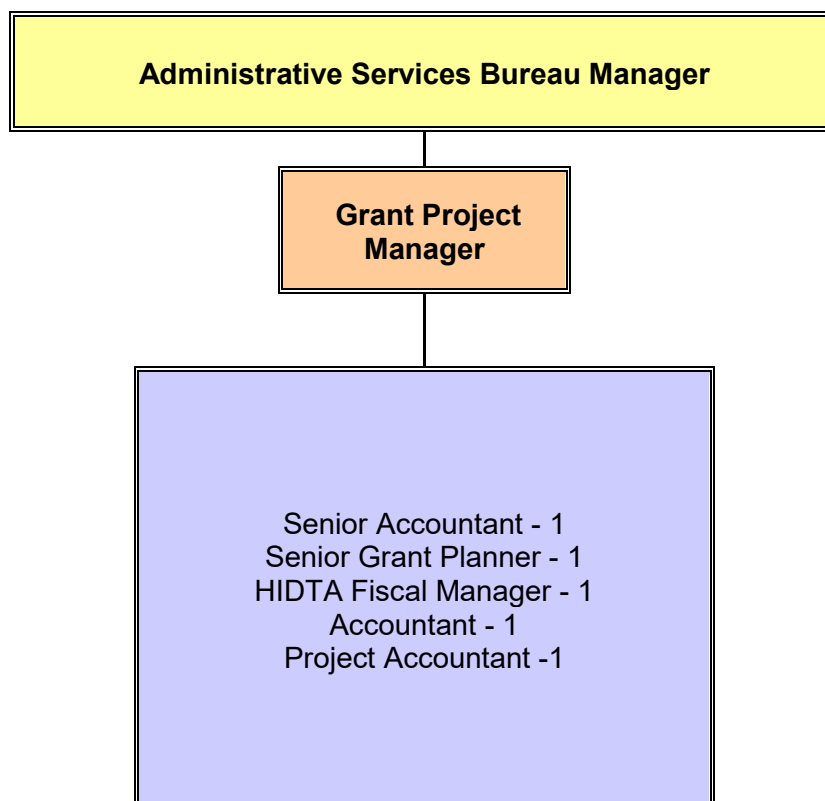 Administrative Services Bureau Manager
Grant Project
Manager
Senior Accountant - 1
Senior Grant Planner - 1
HIDTA Fiscal Manager - 1
Accountant - 1
Project Accountant -1